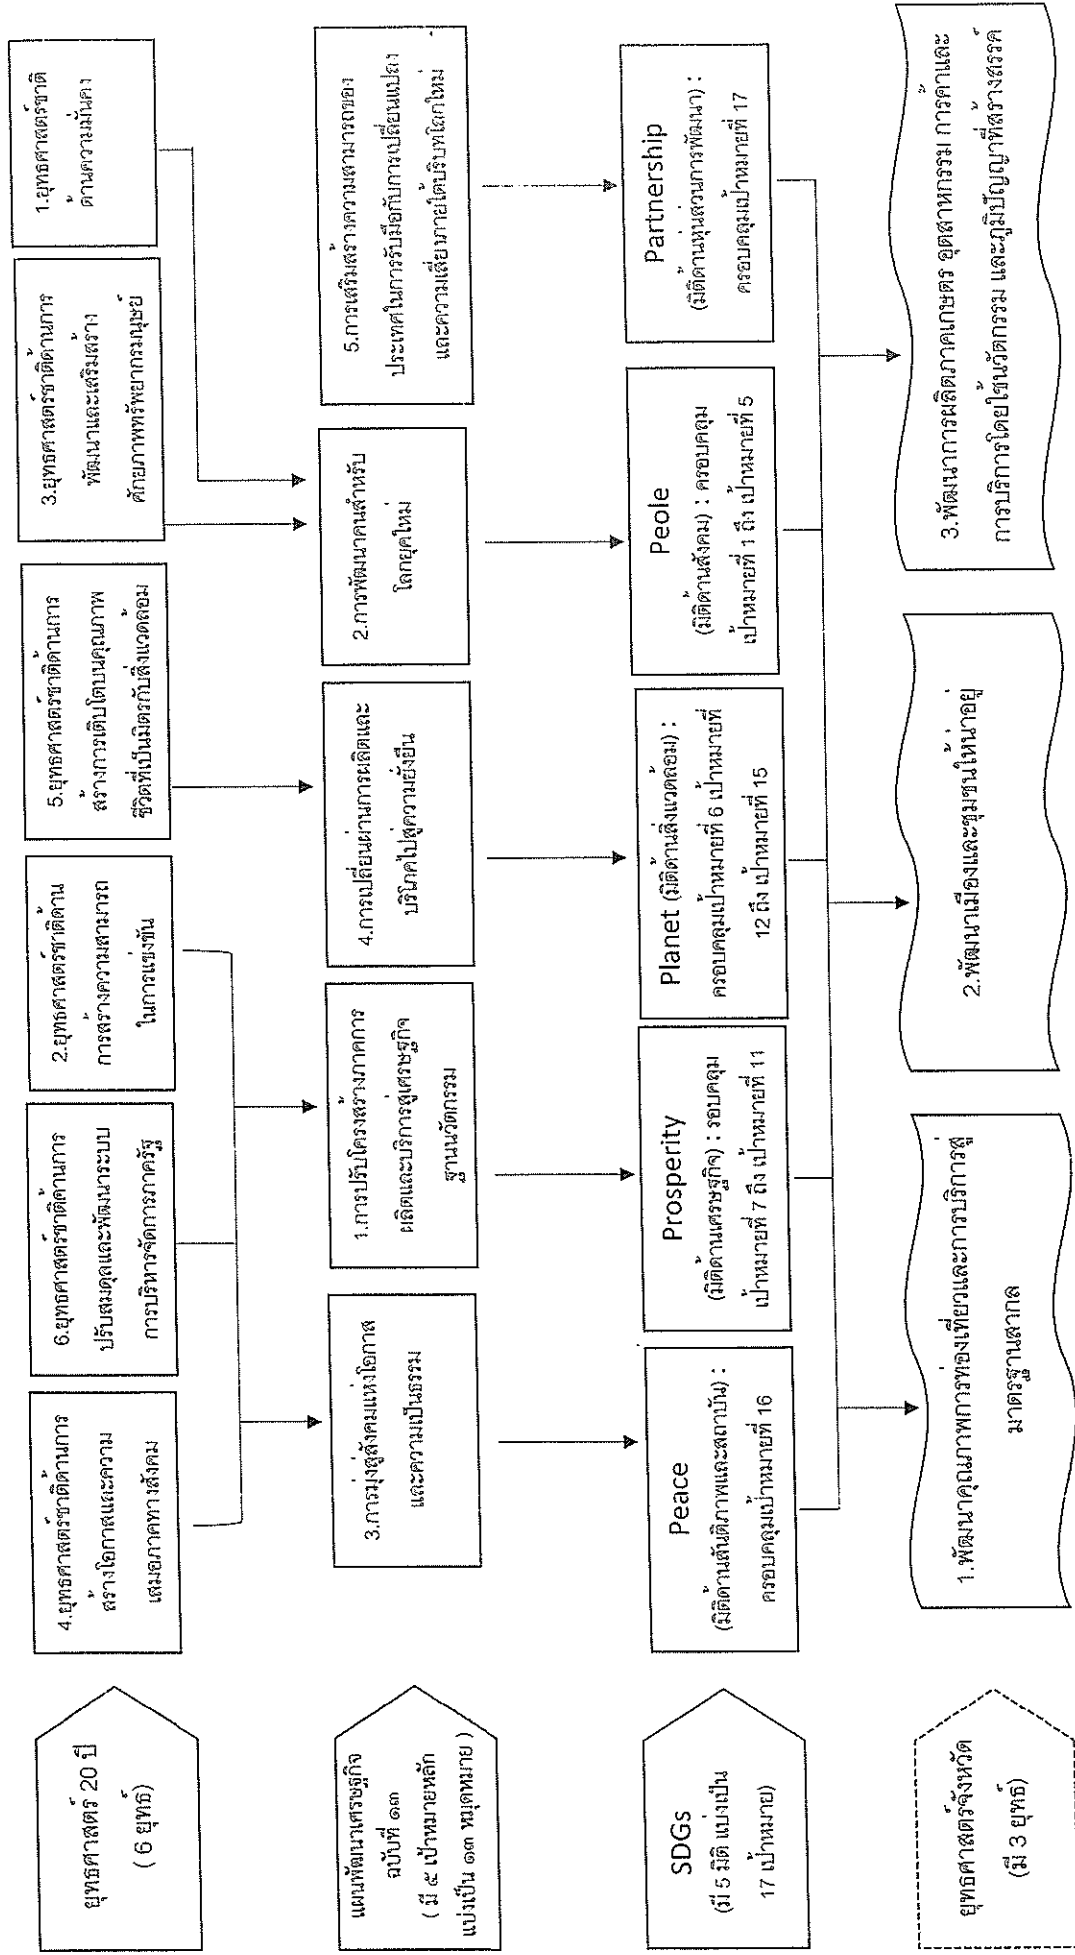 ยุทธศาสตร์ 20 ปี
( 6 ยุทธ์)
4.ยุทธศาสตร์ชาติด้านการ
สร้างโอกาสและความ
เสมอภาคทางสังคม
6.ยุทธศาสตร์ชาติด้านการ
ปรับสมดุลและพัฒนาระบบ
การบริหารจัดการภาครัฐ
2.ยุทธศาสตร์ชาติด้าน
การสร้างความสามารถ
ในการแข่งขัน
5.ยุทธศาสตร์ชาติด้านการ
สร้างการเติบโตบนคุณภาพ
ชีวิตที่เป็นมิตรกับสิ่งแวดล้อม
3.ยุทธศาสตร์ชาติด้านการ
พัฒนาและเสริมสร้าง
ศักยภาพทรัพยากรมนุษย์
1.ยุทธศาสตร์ชาติ
ด้านความมั่นคง
แผนพัฒนาเศรษฐกิจ
ฉบับที่ ๑๓
( มี ๕ เป้าหมายหลัก
แบ่งเป็น ๑๓ หมุดหมาย )
3.การมุ่งสู่สังคมแห่งโอกาส
และความเป็นธรรม
1.การปรับโครงสร้างภาคการ
ผลิตและบริการสู่เศรษฐกิจ
ฐานนวัตกรรม
4.การเปลี่ยนผ่านการผลิตและ
บริโภคไปสู่ความยั่งยืน
2.การพัฒนาคนสำหรับ
โลกยุคใหม่
5.การเสริมสร้างความสามารถของ
ประเทศในการรับมือกับการเปลี่ยนแปลง
และความเสี่ยงภายใต้บริบทโลกใหม่
SDGs
(มี 5 มิติ แบ่งเป็น
17 เป้าหมาย)
Peace
(มิติด้านสันติภาพและสถาบัน) :
ครอบคลุมเป้าหมายที่ 16
Prosperity
(มิติด้านเศรษฐกิจ) : รอบคลุม
เป้าหมายที่ 7 ถึง เป้าหมายที่ 11
Planet (มิติด้านสิ่งแวดล้อม) :
ครอบคลุมเป้าหมายที่ 6 เป้าหมายที่
12 ถึง เป้าหมายที่ 15
Peole
(มิติด้านสังคม) : ครอบคลุม
เป้าหมายที่ 1 ถึง เป้าหมายที่ 5
Partnership
(มิติด้านหุ้นส่วนการพัฒนา) :
ครอบคลุมเป้าหมายที่ 17
ยุทธศาสตร์จังหวัด
(มี 3 ยุทธ์)
1.พัฒนาคุณภาพการท่องเที่ยวและการบริการสู่
มาตรฐานสากล
2.พัฒนาเมืองและชุมชนให้น่าอยู่
3.พัฒนาการผลิตภาคเกษตร อุตสาหกรรม การค้าและ
การบริการโดยใช้นวัตกรรม และภูมิปัญญาที่สร้างสรรค์